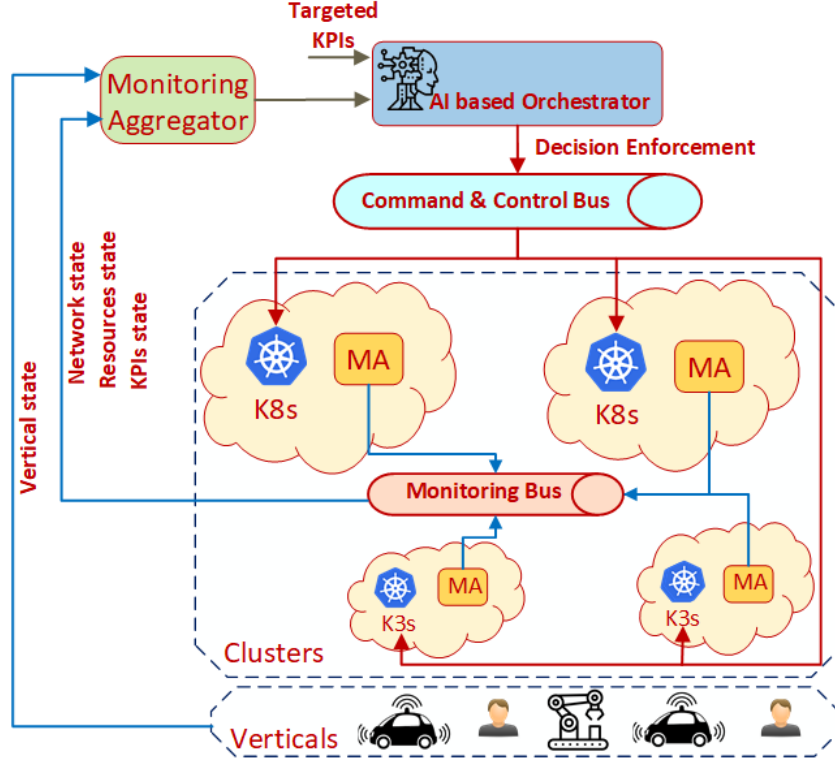 Targeted
KPIs
Monitoring
Aggregator
AI based Orchestrator
Decision Enforcement
Command & Control Bus
Vertical state
Network state
Resources state
KPIs state
K8s
MA
K8s
MA
Monitoring Bus
K3s
MA
K3s
MA
Clusters
Verticals